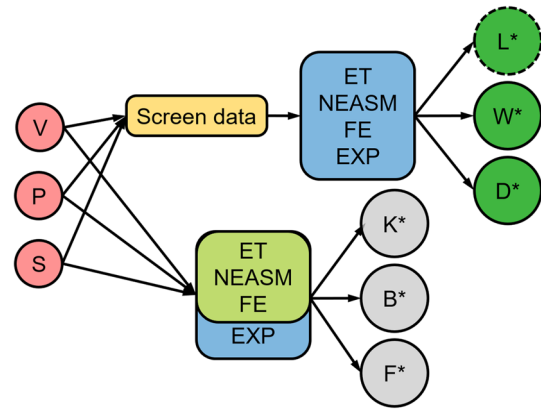 L*
ET
NEASM
FE
EXP
Screen data
V
W*
P
D*
K*
S
ET
NEASM
FE
EXP
B*
F*